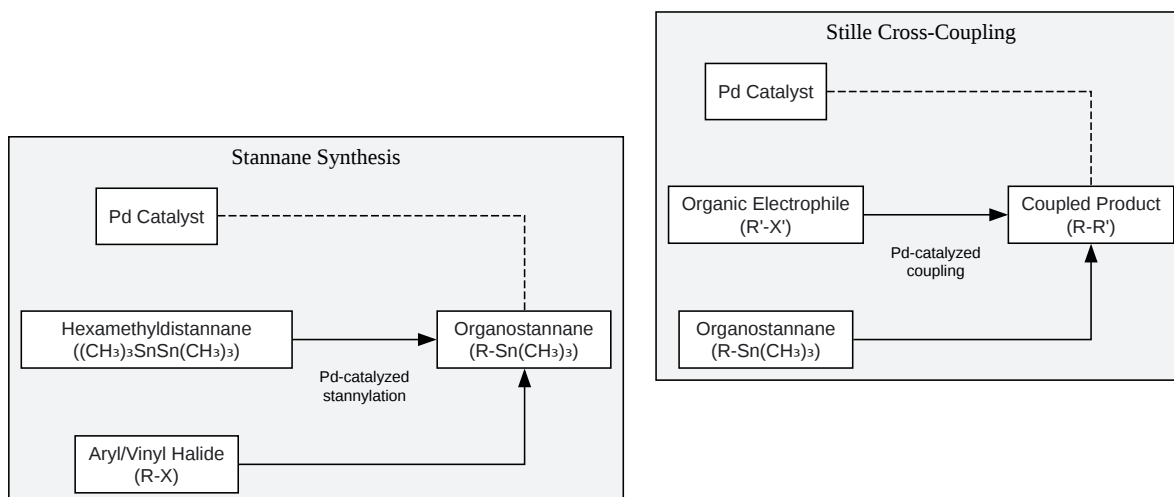 Stannane Synthesis
Pd Catalyst
Hexamethyldistannane
((CH₃)₃SnSn(CH₃)₃)
Pd-catalyzed
stannylation
Organostannane
(R-Sn(CH₃)₃)
Aryl/Vinyl Halide
(R-X)
Stille Cross-Coupling
Pd Catalyst
Organic Electrophile
(R'-X')
Pd-catalyzed
coupling
Coupled Product
(R-R')
Organostannane
(R-Sn(CH₃)₃)